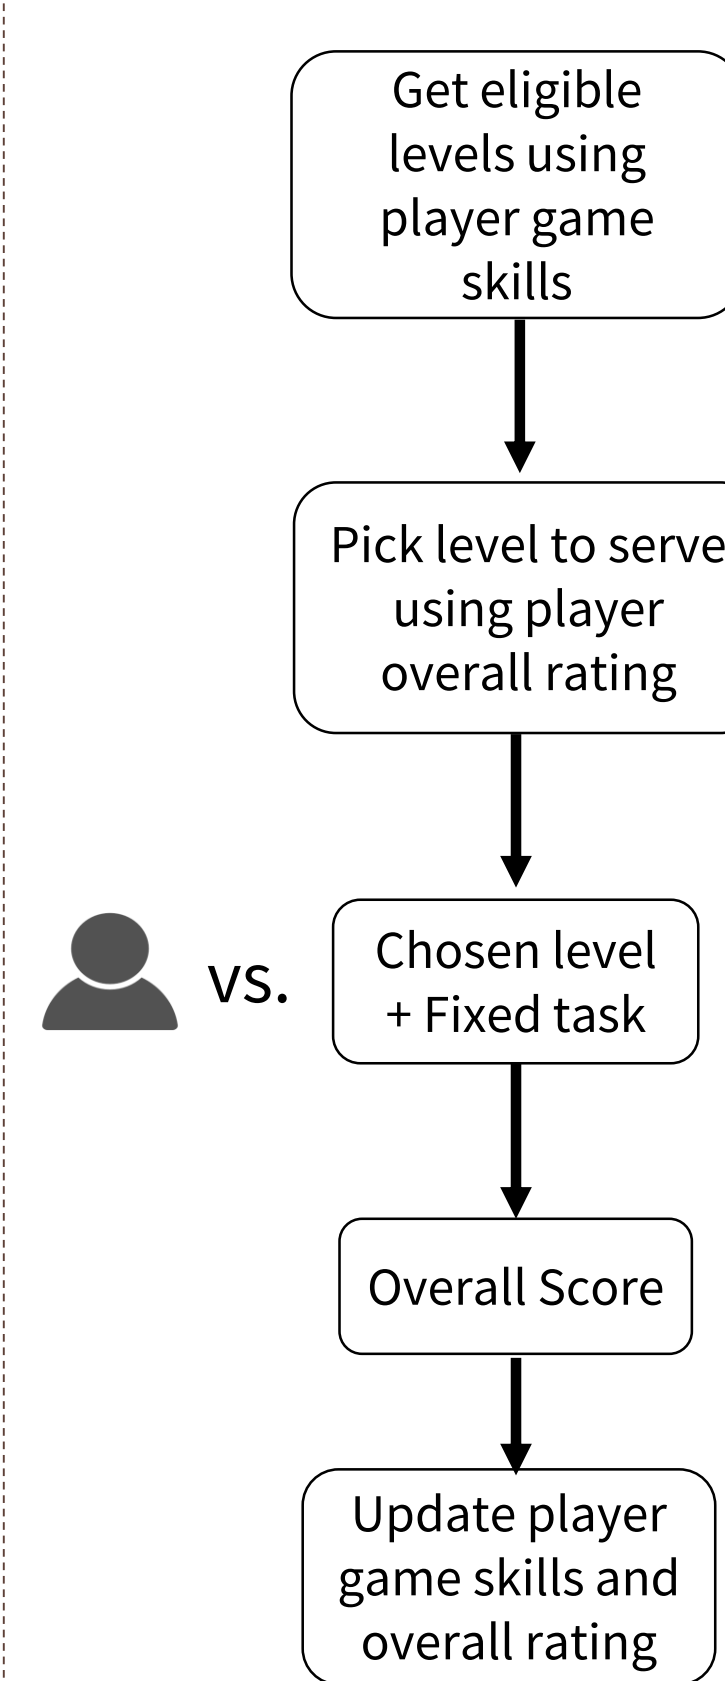 Get eligible
levels using
player game
skills
Pick level to serve
using player
overall rating
vs.
Chosen level
+ Fixed task
Overall Score
Update player
game skills and
overall rating